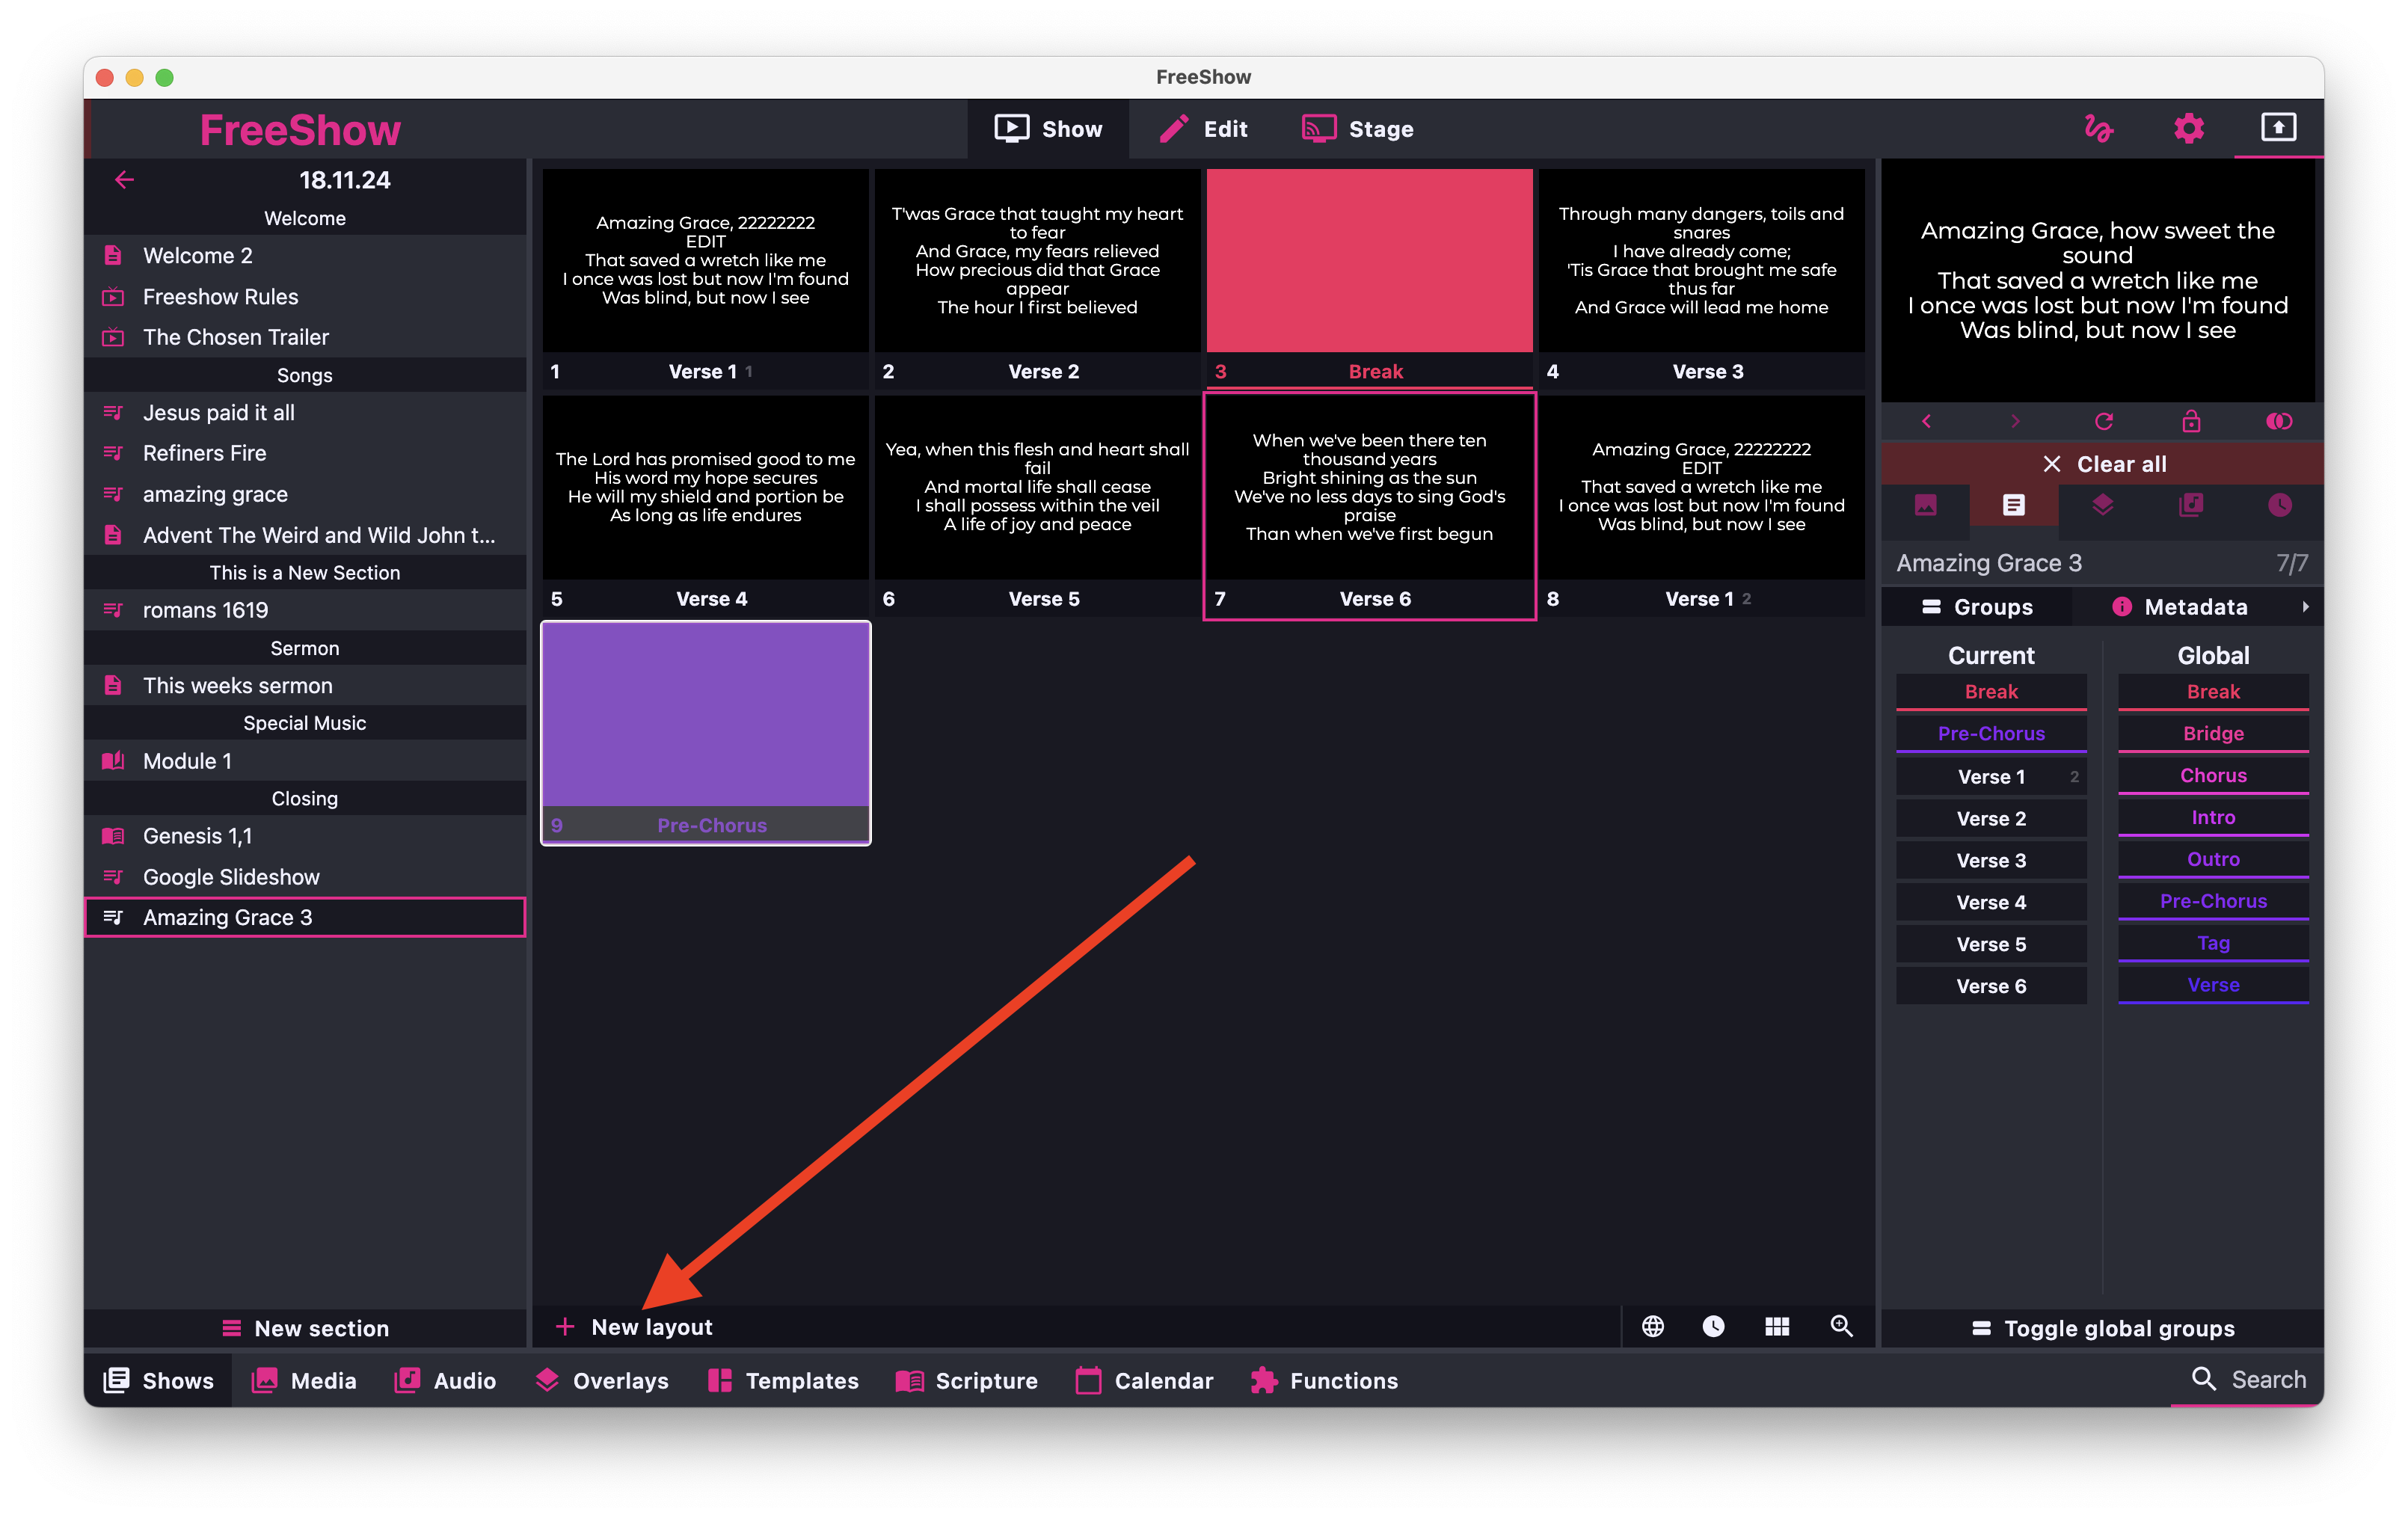 FreeShow
FreeShow
Show
Edit
Stage
18.11.24
Welcome
Welcome 2
Freeshow Rules
The Chosen Trailer
Songs
Jesus paid it all
Refiners Fire
amazing grace
Advent The Weird and Wild John t...
This is a New Section
romans 1619
Sermon
This weeks sermon
Special Music
Module 1
Closing
Genesis 1,1
Google Slideshow
Amazing Grace 3
New section
Amazing Grace, 22222222
EDIT
That saved a wretch like me
I once was lost but now I'm found
Was blind, but now I see
1 Verse 1 1
T'was Grace that taught my heart
to fear
And Grace, my fears relieved
How precious did that Grace
appear
The hour I first believed
2 Verse 2
3 Break
Through many dangers, toils and
snares
I have already come;
'Tis Grace that brought me safe
thus far
And Grace will lead me home
4 Verse 3
The Lord has promised good to me
His word my hope secures
He will my shield and portion be
As long as life endures
5 Verse 4
Yea, when this flesh and heart shall
fail
And mortal life shall cease
I shall possess within the veil
A life of joy and peace
6 Verse 5
When we've been there ten
thousand years
Bright shining as the sun
We've no less days to sing God's
praise
Than when we've first begun
7 Verse 6
Amazing Grace, 22222222
EDIT
That saved a wretch like me
I once was lost but now I'm found
Was blind, but now I see
8 Verse 1 2
9 Pre-Chorus
New layout
Amazing Grace, how sweet the
sound
That saved a wretch like me
I once was lost but now I'm found
Was blind, but now I see
Clear all
Amazing Grace 3 7/7
Groups
Metadata
Current
Break
Pre-Chorus
Verse 1 2
Verse 2
Verse 3
Verse 4
Verse 5
Verse 6
Global
Break
Bridge
Chorus
Intro
Outro
Pre-Chorus
Tag
Verse
Toggle global groups
Shows
Media
Audio
Overlays
Templates
Scripture
Calendar
Functions
Search